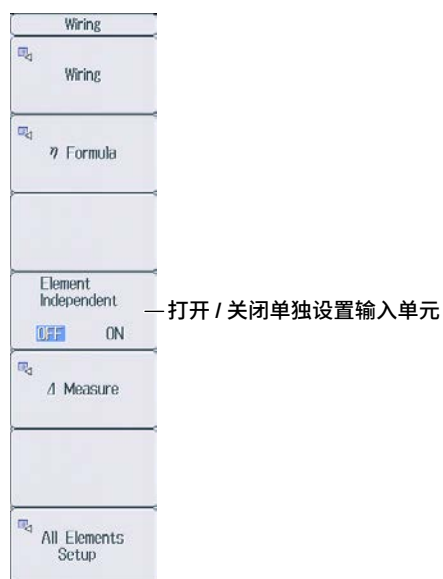 Wiring
Wiring
η Formula
Element
Independent
OFF ON
打开 / 关闭单独设置输入单元
Δ Measure
All Elements
Setup